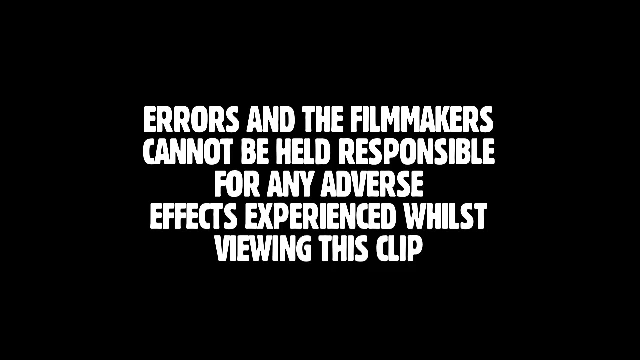 ERRORS AND THE FILMMAKERS
CANNOT BE HELD RESPONSIBLE
FOR ANY ADVERSE
EFFECTS EXPERIENCED WHILST
VIEWING THIS CLIP